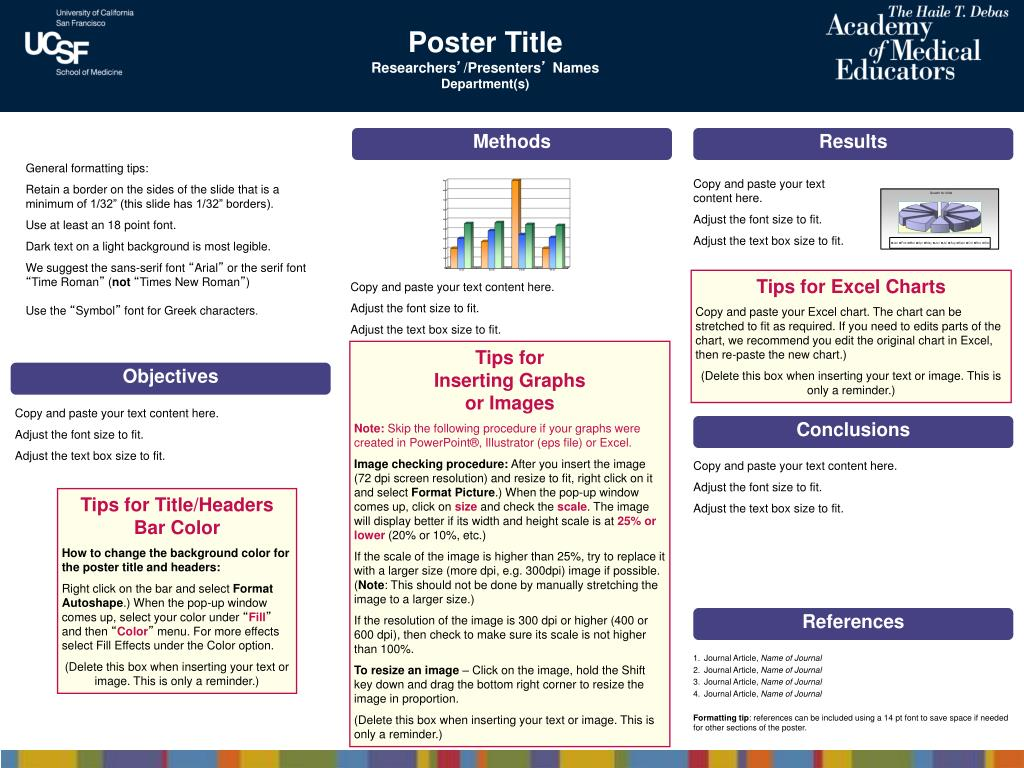 University of California
San Francisco
UCSF
School of Medicine
Poster Title
Researchers’/Presenters’ Names
Department(s)
The Haile T. Debas
Academy
of Medical
Educators
General formatting tips:
Retain a border on the sides of the slide that is a
minimum of 1/32” (this slide has 1/32” borders).
Use at least an 18 point font.
Dark text on a light background is most legible.
We suggest the sans-serif font “Arial” or the serif font
“Time Roman” (not “Times New Roman”)
Use the “Symbol” font for Greek characters.
Objectives
Copy and paste your text content here.
Adjust the font size to fit.
Adjust the text box size to fit.
Tips for Title/Headers
Bar Color
How to change the background color for
the poster title and headers:
Right click on the bar and select Format
Autoshape.) When the pop-up window
comes up, select your color under “Fill”
and then “Color” menu. For more effects
select Fill Effects under the Color option.
(Delete this box when inserting your text or
image. This is only a reminder.)
Methods
Copy and paste your text content here.
Adjust the font size to fit.
Adjust the text box size to fit.
Tips for
Inserting Graphs
or Images
Note: Skip the following procedure if your graphs were
created in PowerPoint®, Illustrator (eps file) or Excel.
Image checking procedure: After you insert the image
(72 dpi screen resolution) and resize to fit, right click on it
and select Format Picture.) When the pop-up window
comes up, click on size and check the scale. The image
will display better if its width and height scale is at 25% or
lower (20% or 10%, etc.)
If the scale of the image is higher than 25%, try to replace it
with a larger size (more dpi, e.g. 300dpi) image if possible.
(Note: This should not be done by manually stretching the
image to a larger size.)
If the resolution of the image is 300 dpi or higher (400 or
600 dpi), then check to make sure its scale is not higher
than 100%.
To resize an image – Click on the image, hold the Shift
key down and drag the bottom right corner to resize the
image in proportion.
(Delete this box when inserting your text or image. This is
only a reminder.)
Results
Copy and paste your text
content here.
Adjust the font size to fit.
Adjust the text box size to fit.
Tips for Excel Charts
Copy and paste your Excel chart. The chart can be
stretched to fit as required. If you need to edits parts of the
chart, we recommend you edit the original chart in Excel,
then re-paste the new chart.)
(Delete this box when inserting your text or image. This is
only a reminder.)
Conclusions
Copy and paste your text content here.
Adjust the font size to fit.
Adjust the text box size to fit.
References
1. Journal Article, Name of Journal
2. Journal Article, Name of Journal
3. Journal Article, Name of Journal
4. Journal Article, Name of Journal
Formatting tip: references can be included using a 14 pt font to save space if needed
for other sections of the poster.